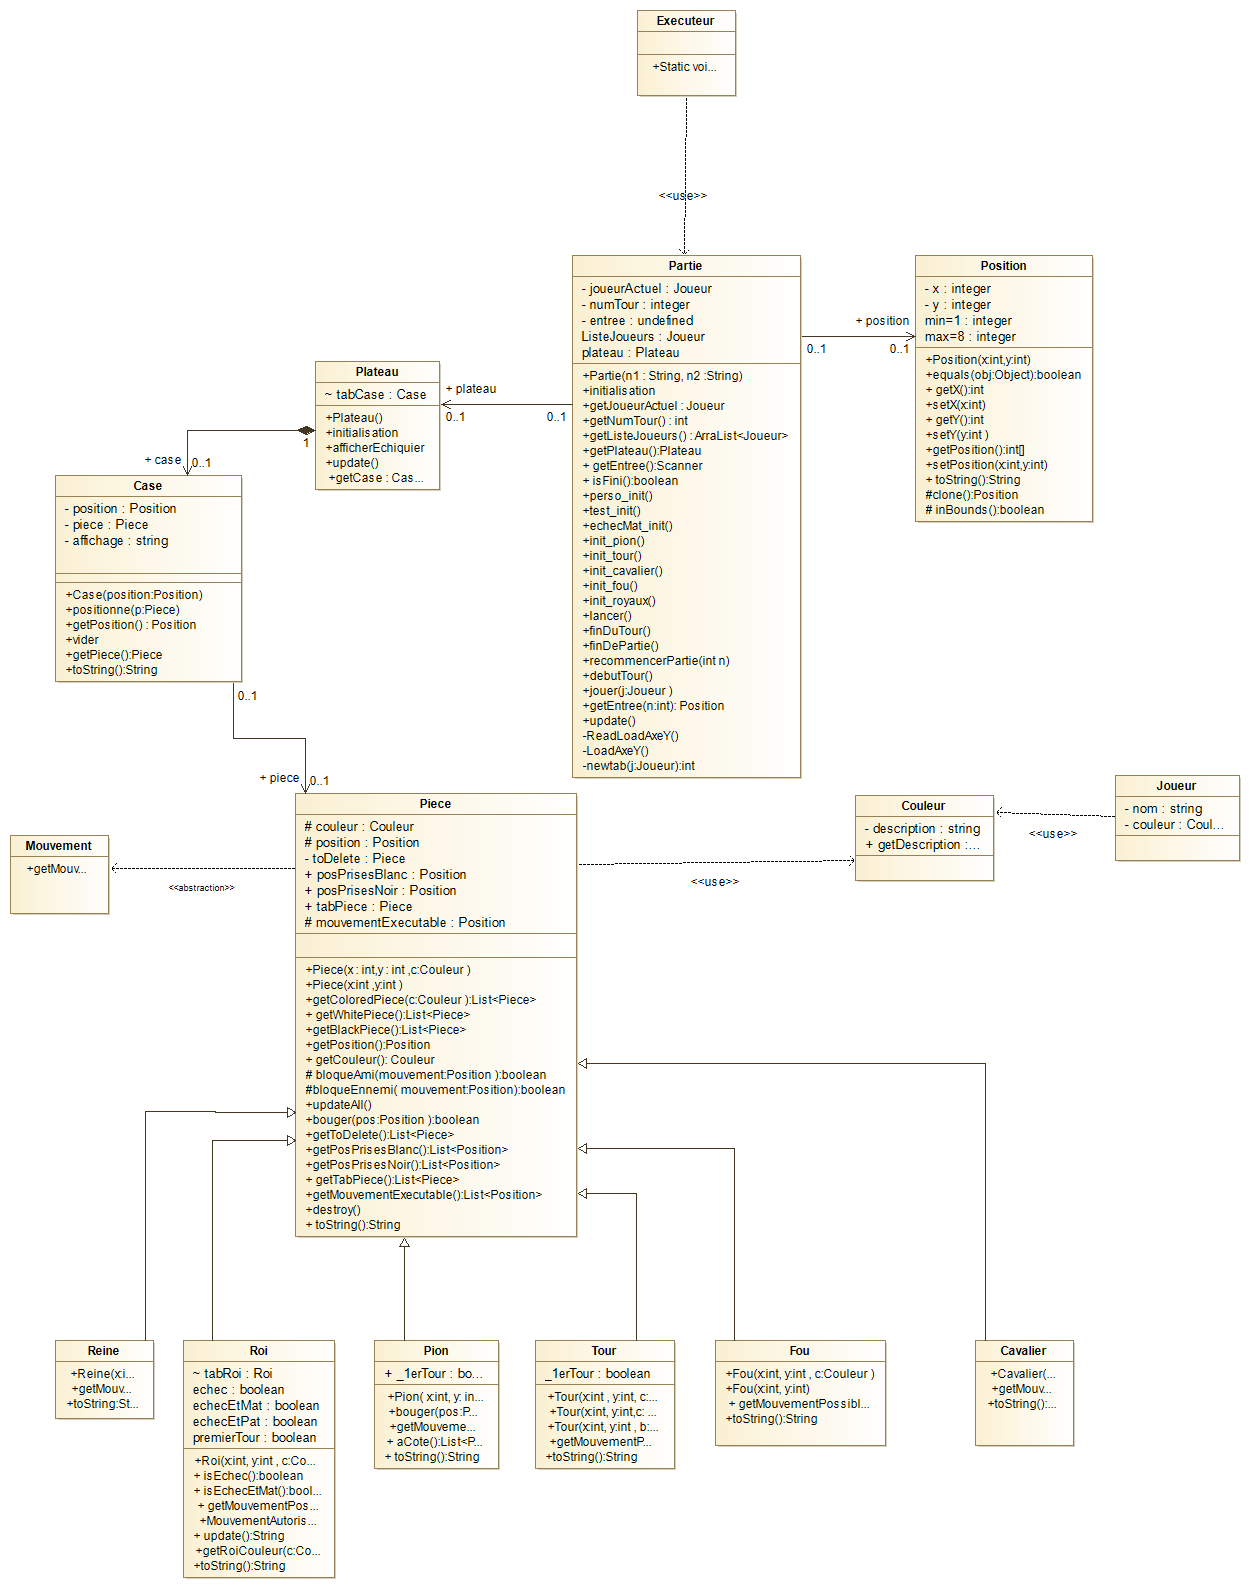 Executeur
+Static voi...
<<use>>
Partie
- joueurActuel : Joueur
- numTour : integer
- entree : undefined
ListeJoueurs : Joueur
plateau : Plateau
+Partie(n1 : String, n2 :String)
+initialisation
+getJoueurActuel : Joueur
+getNumTour() : int
+getListeJoueurs() : ArraList<Joueur>
+getPlateau():Plateau
+ getEntree():Scanner
+ isFini():boolean
+perso_init()
+test_init()
+echecMat_init()
+init_pion()
+init_tour()
+init_cavalier()
+init_fou()
+init_royaux()
+lancer()
+finDuTour()
+finDePartie()
+recommencerPartie(int n)
+debutTour()
+jouer(j:Joueur )
+getEntree(n:int): Position
+update()
-ReadLoadAxeY()
-LoadAxeY()
-newtab(j:Joueur):int
+ position
0..1
0..1
Position
- x : integer
- y : integer
min=1 : integer
max=8 : integer
+Position(x:int,y:int)
+equals(obj:Object):boolean
+ getX():int
+setX(x:int)
+ getY():int
+setY(y:int )
+getPosition():int[]
+setPosition(x:int,y:int)
+ toString():String
#clone():Position
# inBounds():boolean
Plateau
~ tabCase : Case
+Plateau()
+initialisation
+afficherEchiquier
+update()
+getCase : Cas...
+ plateau
0..1
0..1
1
+ case
0..1
Case
- position : Position
- piece : Piece
- affichage : string
+Case(position:Position)
+positionne(p:Piece)
+getPosition() : Position
+vider
+getPiece():Piece
+toString():String
0..1
+ piece
0..1
Piece
# couleur : Couleur
# position : Position
- toDelete : Piece
+ posPrisesBlanc : Position
+ posPrisesNoir : Position
+ tabPiece : Piece
# mouvementExecutable : Position
+Piece(x : int,y : int ,c:Couleur )
+Piece(x:int ,y:int )
+getColoredPiece(c:Couleur ):List<Piece>
+ getWhitePiece():List<Piece>
+getBlackPiece():List<Piece>
+getPosition():Position
+ getCouleur(): Couleur
# bloqueAmi(mouvement:Position ):boolean
#bloqueEnnemi( mouvement:Position):boolean
+updateAll()
+bouger(pos:Position ):boolean
+getToDelete():List<Piece>
+getPosPrisesBlanc():List<Position>
+getPosPrisesNoir():List<Position>
+ getTabPiece():List<Piece>
+getMouvementExecutable():List<Position>
+destroy()
+ toString():String
Mouvement
+getMouv...
<<abstraction>>
<<use>>
Couleur
- description : string
+ getDescription :...
<<use>>
Joueur
- nom : string
- couleur : Coul...
Reine
+Reine(x:i...
+getMouv...
+toString:St...
Roi
~ tabRoi : Roi
echec : boolean
echecEtMat : boolean
echecEtPat : boolean
premierTour : boolean
+Roi(x:int, y:int , c:Co...
+ isEchec():boolean
+ isEchecEtMat():bool...
+ getMouvementPos...
+MouvementAutoris...
+ update():String
+getRoiCouleur(c:Co...
+toString():String
Pion
+ _1erTour : bo...
+Pion( x:int, y: in...
+bouger(pos:P...
+getMouveme...
+ aCote():List<P...
+ toString():String
Tour
_1erTour : boolean
+Tour(x:int , y:int, c:...
+Tour(x:int, y:int,c: ...
+Tour(x:int, y:int , b:...
+getMouvementP...
+toString():String
Fou
+Fou(x:int, y:int , c:Couleur )
+Fou(x:int, y:int)
+ getMouvementPossibl...
+toString():String
Cavalier
+Cavalier(...
+getMouv...
+toString():...